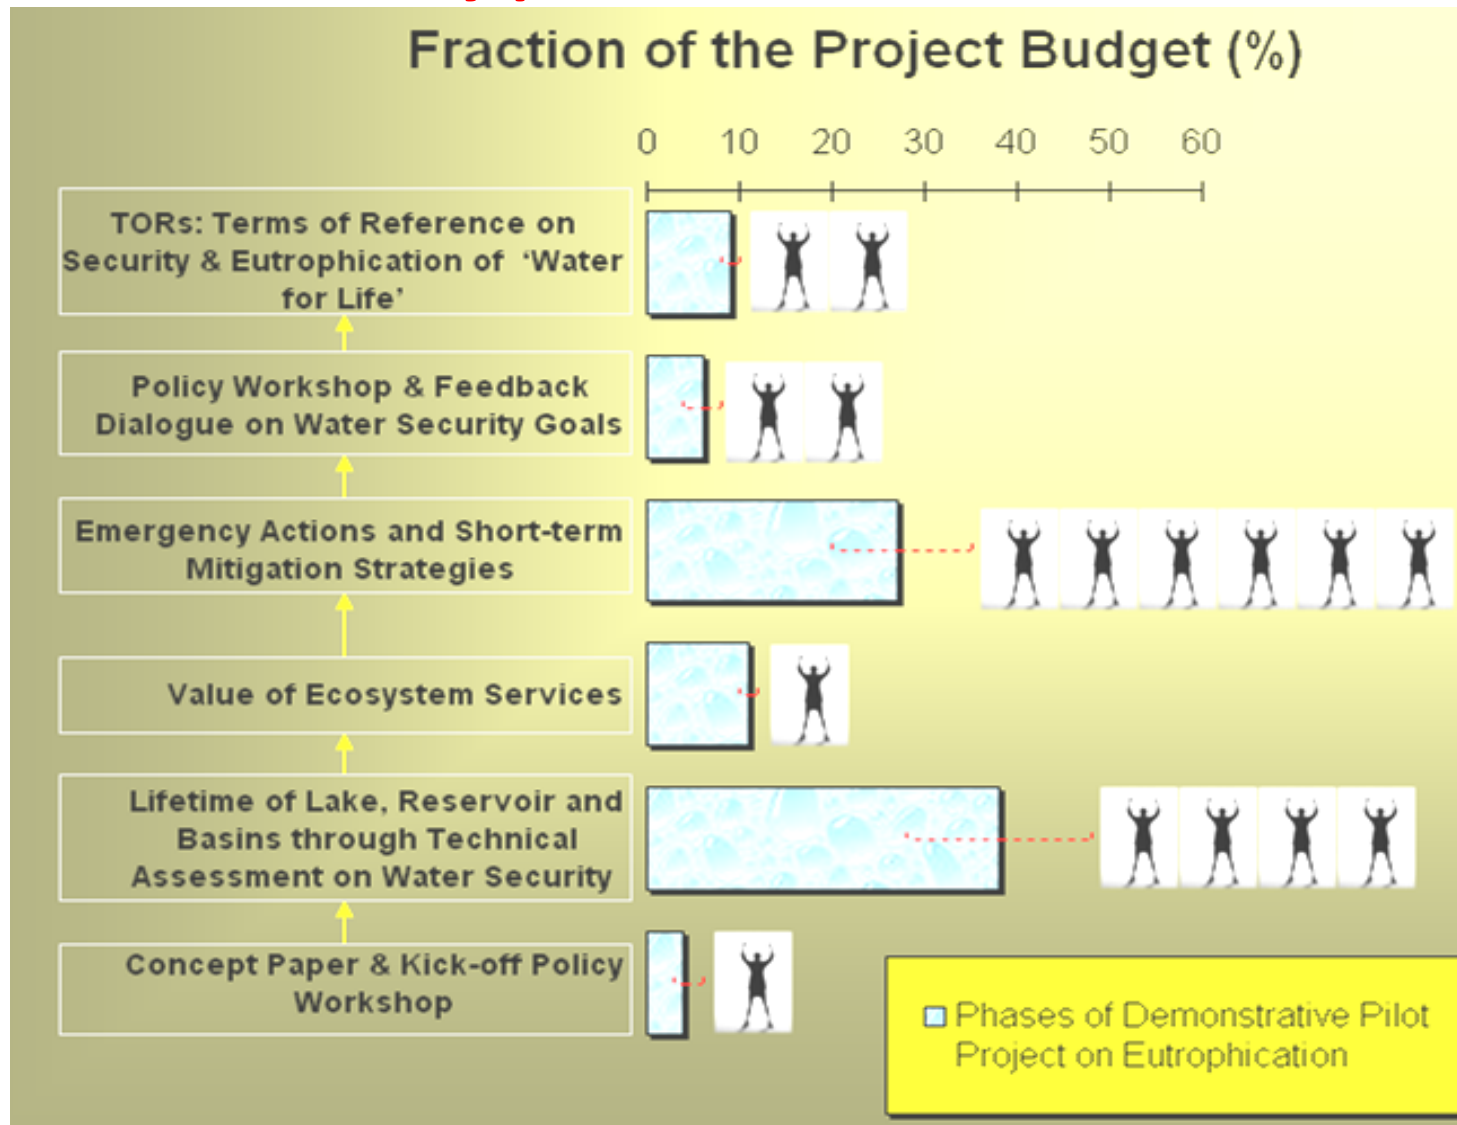 Fraction of the Project Budget (%)
0 10 20 30 40 50 60
TORs: Terms of Reference on
Security & Eutrophication of ‘Water
for Life’
Policy Workshop & Feedback
Dialogue on Water Security Goals
Emergency Actions and Short-term
Mitigation Strategies
Value of Ecosystem Services
Lifetime of Lake, Reservoir and
Basins through Technical
Assessment on Water Security
Concept Paper & Kick-off Policy
Workshop
Phases of Demonstrative Pilot
Project on Eutrophication